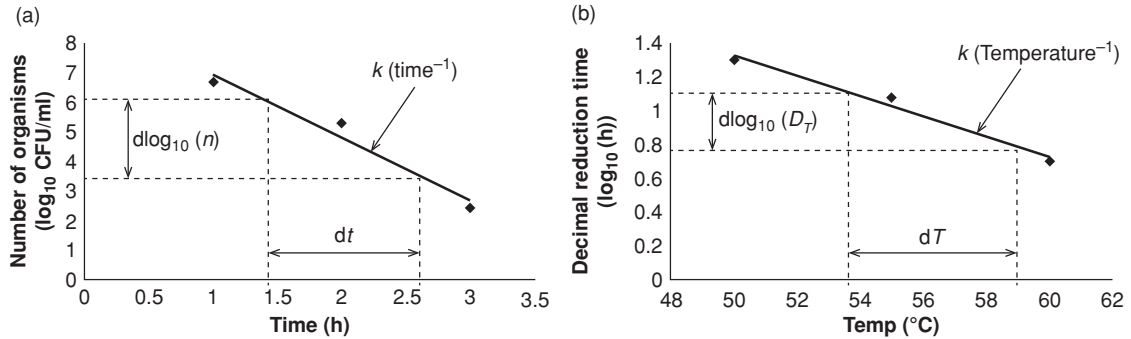 (a)
Number of organisms
(log₁₀ CFU/ml)
8
7
6
5
4
3
2
1
0
k (time⁻¹)
dlog₁₀ (n)
dt
0 0.5 1 1.5 2 2.5 3 3.5
Time (h)
(b)
Decimal reduction time
(log₁₀ (h))
1.4
1.2
1
0.8
0.6
0.4
0.2
0
k (Temperature⁻¹)
dlog₁₀ (D_T)
dT
48 50 52 54 56 58 60 62
Temp (°C)